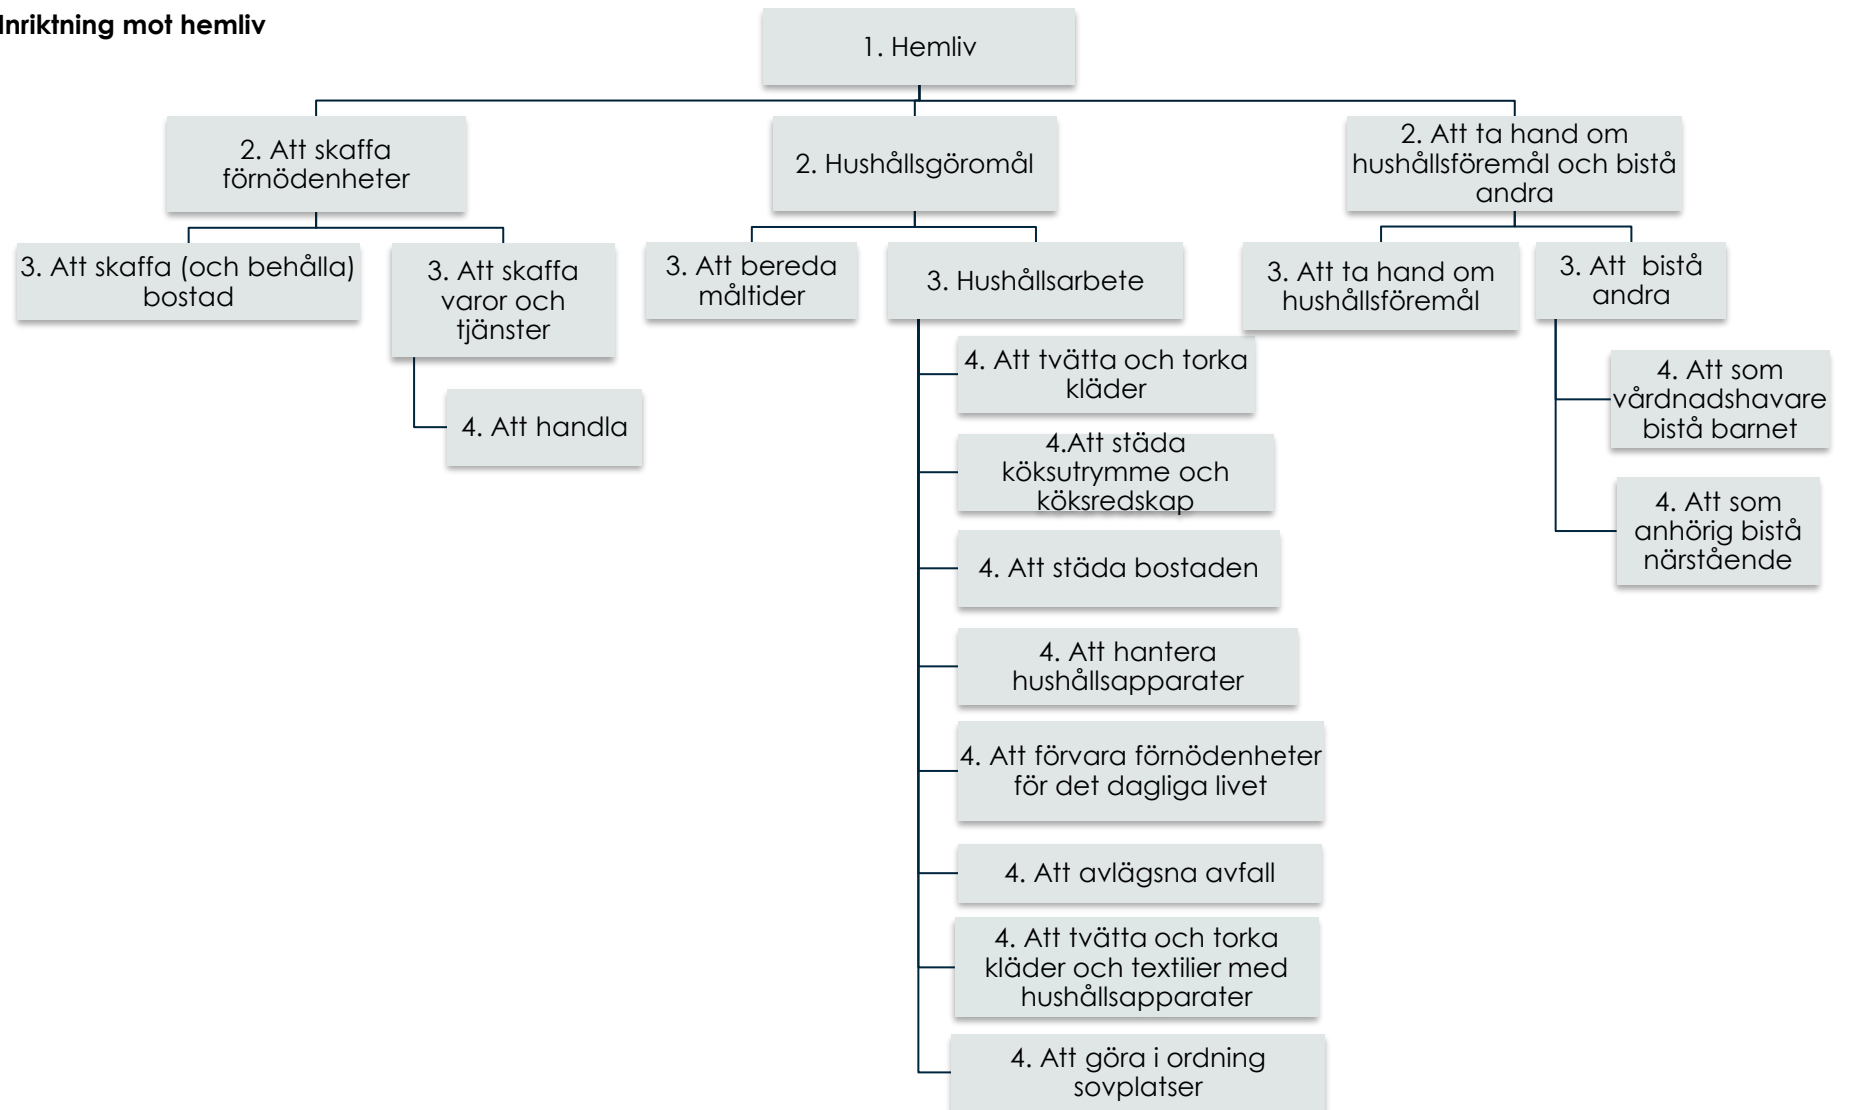 Inriktning mot hemliv
1. Hemliv
2. Att skaffa
förnödenheter
2. Hushållsgöromål
2. Att ta hand om
hushållsföremål och bistå
andra
3. Att skaffa (och behålla)
bostad
3. Att skaffa
varor och
tjänster
3. Att bereda
måltider
3. Hushållsarbete
3. Att ta hand om
hushållsföremål
3. Att  bistå
andra
4. Att handla
4. Att tvätta och torka
kläder
4.Att städa
köksutrymme och
köksredskap
4. Att städa bostaden
4. Att hantera
hushållsapparater
4. Att förvara förnödenheter
för det dagliga livet
4. Att avlägsna avfall
4. Att tvätta och torka
kläder och textilier med
hushållsapparater
4. Att göra i ordning
sovplatser
4. Att som
vårdnadshavare
bistå barnet
4. Att som
anhörig bistå
närstående